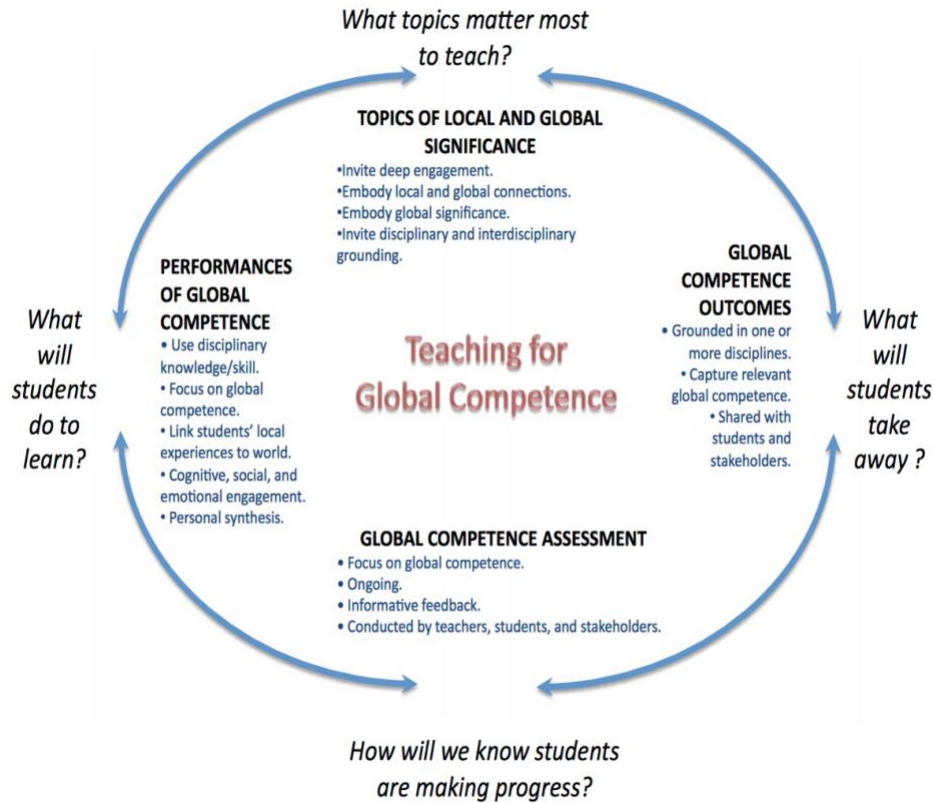 What topics matter most
to teach?
TOPICS OF LOCAL AND GLOBAL
SIGNIFICANCE
•Invite deep engagement.
•Embody local and global connections.
•Embody global significance.
•Invite disciplinary and interdisciplinary
grounding.
What
will
students
do to
learn?
PERFORMANCES
OF GLOBAL
COMPETENCE
• Use disciplinary
knowledge/skill.
• Focus on global
competence.
• Link students' local
experiences to world.
• Cognitive, social, and
emotional engagement.
• Personal synthesis.
Teaching for
Global Competence
GLOBAL
COMPETENCE
OUTCOMES
• Grounded in one or
more disciplines.
• Capture relevant
global competence.
• Shared with
students and
stakeholders.
What
will
students
take
away ?
GLOBAL COMPETENCE ASSESSMENT
• Focus on global competence.
• Ongoing.
• Informative feedback.
• Conducted by teachers, students, and stakeholders.
How will we know students
are making progress?